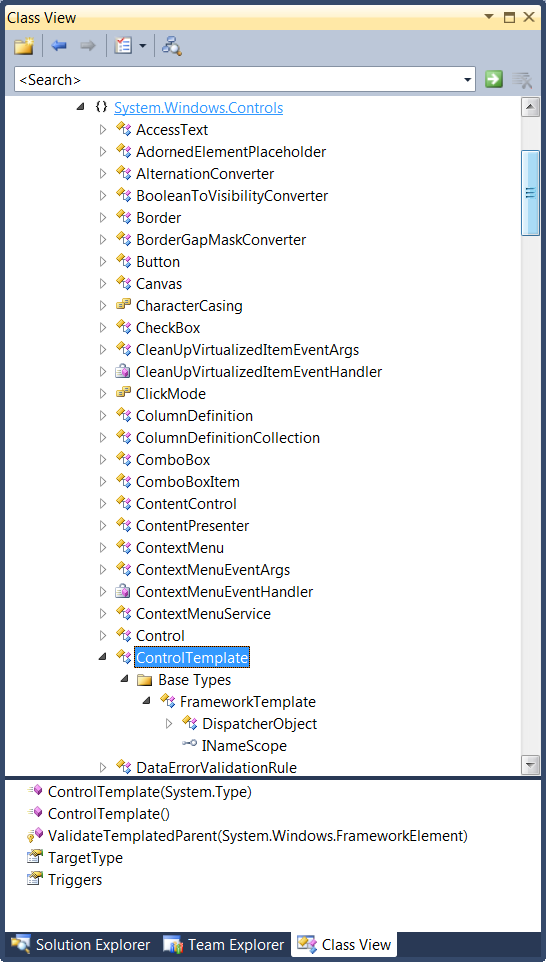 Class View
<Search>
{} System.Windows.Controls
AccessText
AdornedElementPlaceholder
AlternationConverter
BooleanToVisibilityConverter
Border
BorderGapMaskConverter
Button
Canvas
CharacterCasing
CheckBox
CleanUpVirtualizedItemEventArgs
CleanUpVirtualizedItemEventHandler
ClickMode
ColumnDefinition
ColumnDefinitionCollection
ComboBox
ComboBoxItem
ContentControl
ContentPresenter
ContextMenu
ContextMenuEventArgs
ContextMenuEventHandler
ContextMenuService
Control
ControlTemplate
Base Types
FrameworkTemplate
DispatcherObject
INameScope
DataErrorValidationRule
ControlTemplate(System.Type)
ControlTemplate()
ValidateTemplatedParent(System.Windows.FrameworkElement)
TargetType
Triggers
Solution Explorer Team Explorer Class View